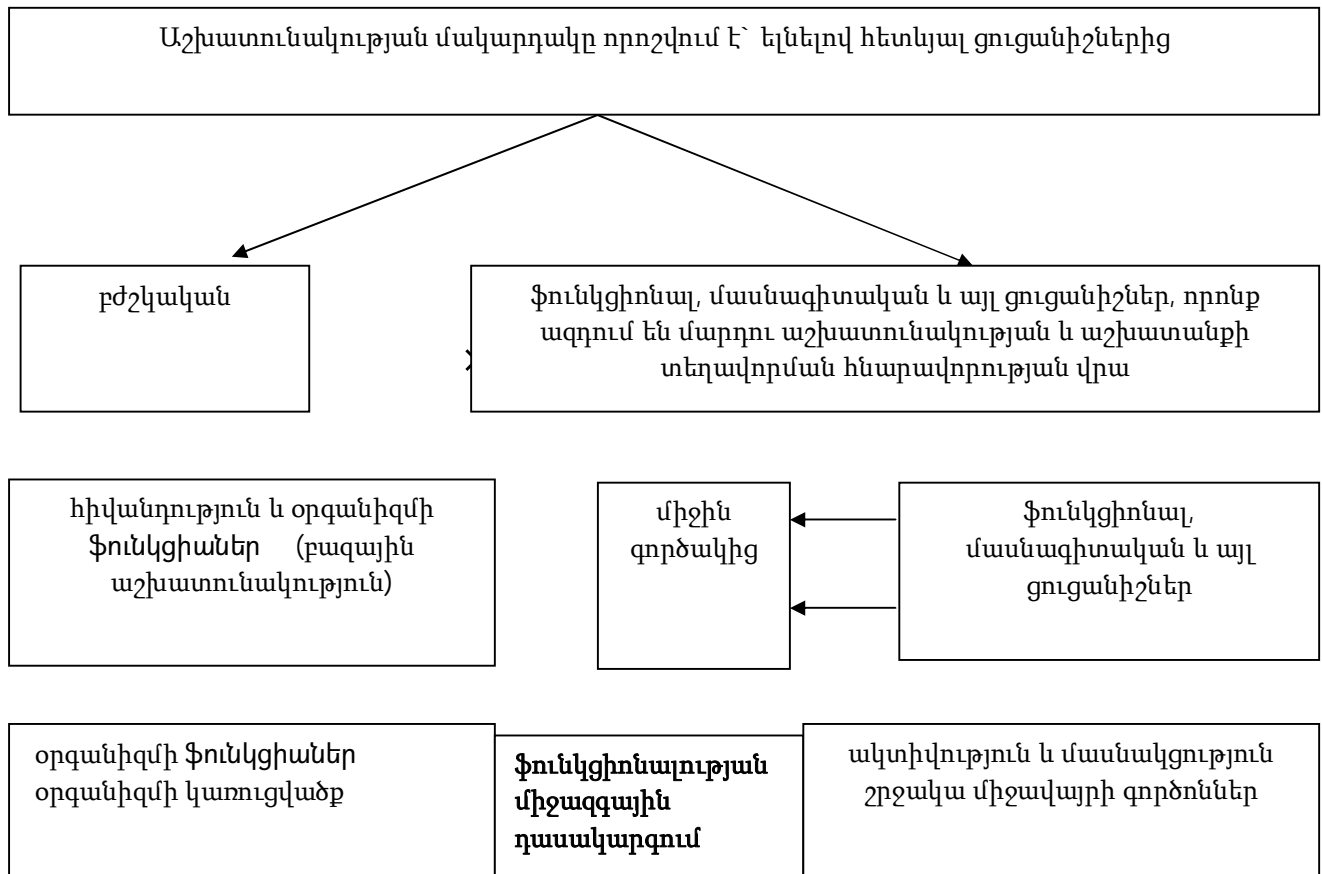 Աշխատունակության մակարդակը որոշվում է` ելնելով հետևյալ ցուցանիշներից
բժշկական
ֆունկցիոնալ, մասնագիտական և այլ ցուցանիշներ, որոնք
ազդում են մարդու աշխատունակության և աշխատանքի
տեղավորման հնարավորության վրա
հիվանդություն և օրգանիզմի
ֆունկցիաներ (բազային
աշխատունակություն)
միջին
գործակից
ֆունկցիոնալ,
մասնագիտական և այլ
ցուցանիշներ
օրգանիզմի ֆունկցիաներ
օրգանիզմի կառուցվածք
ֆունկցիոնալության
միջազգային
դասակարգում
ակտիվություն և մասնակցություն
շրջակա միջավայրի գործոններ